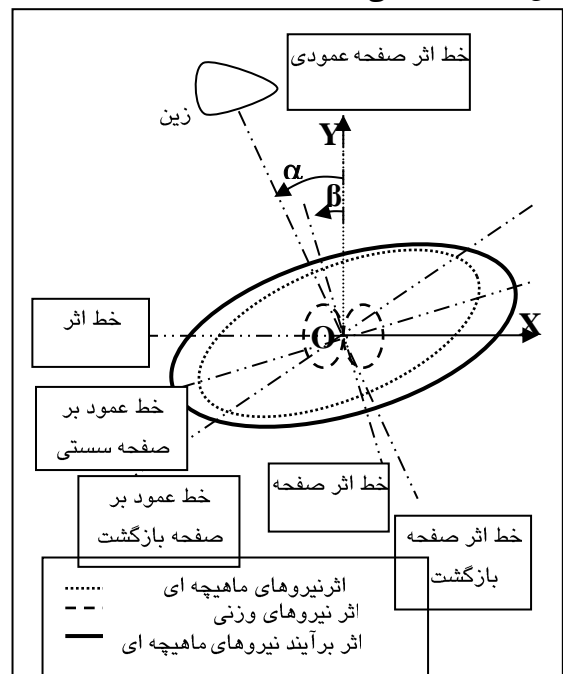 خط اثر صفحه عمودی
زین
Y
α
β
X
O
خط اثر
خط عمود بر
صفحه سستی
خط عمود بر
صفحه بازگشت
خط اثر صفحه
خط اثر صفحه
بازگشت
اثرنیروهای ماهیچه ای
اثر نیروهای وزنی
اثر برآیند نیروهای ماهیچه ای